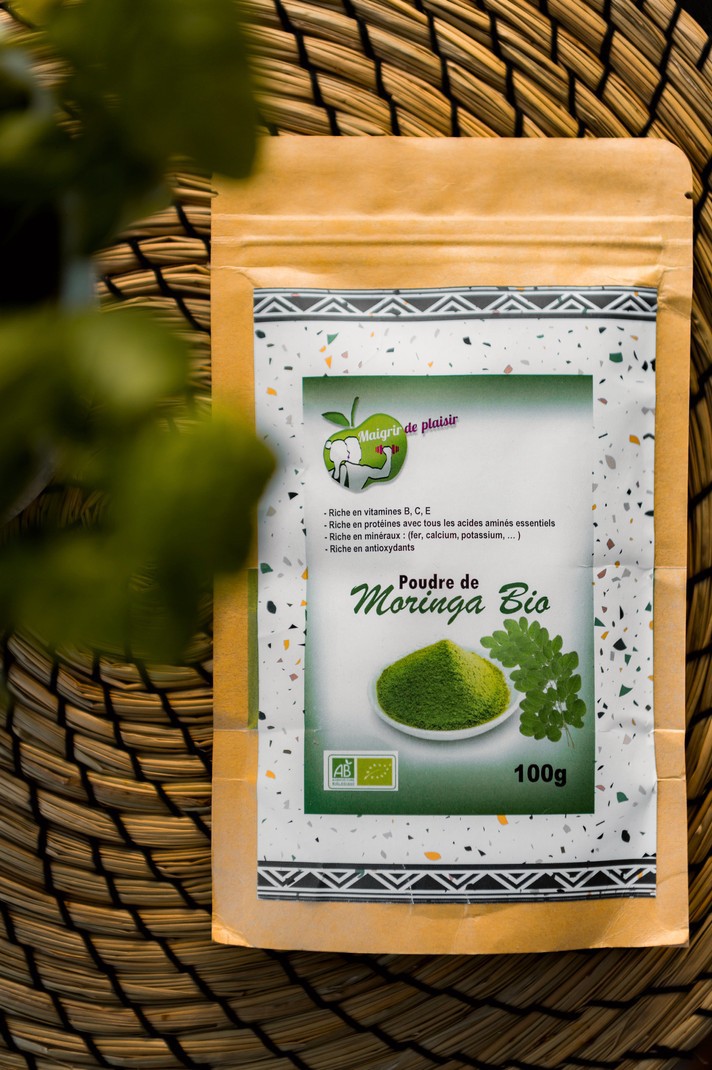 Maigrir de plaisir
- Riche en vitamines B, C, E
- Riche en protéines avec tous les acides aminés essentiels
- Riche en minéraux : (fer, calcium, potassium, ... )
- Riche en antioxydants
Poudre de
Moringa Bio
AB
100g